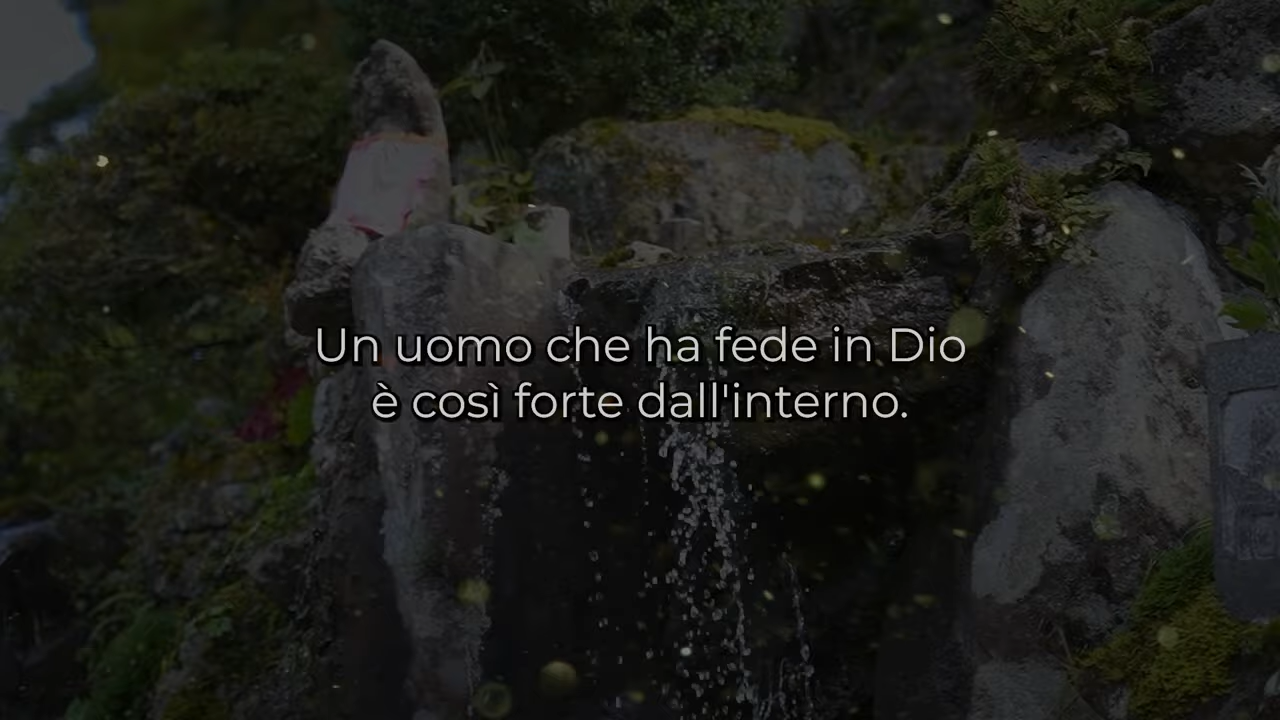 Un uomo che ha fede in Dio
è così forte dall'interno.